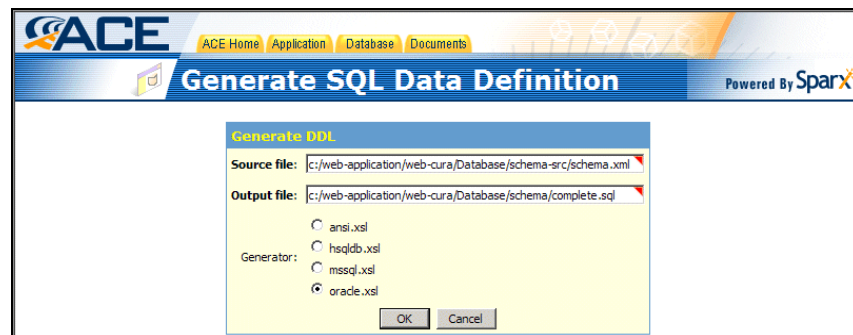 ACE
ACE Home Application Database Documents
Generate SQL Data Definition
Powered By Sparx
Generate DDL
Source file: c:/web-application/web-cura/Database/schema-src/schema.xml
Output file: c:/web-application/web-cura/Database/schema/complete.sql
Generator:
ansi.xsl
hsqldb.xsl
mssql.xsl
oracle.xsl
OK Cancel